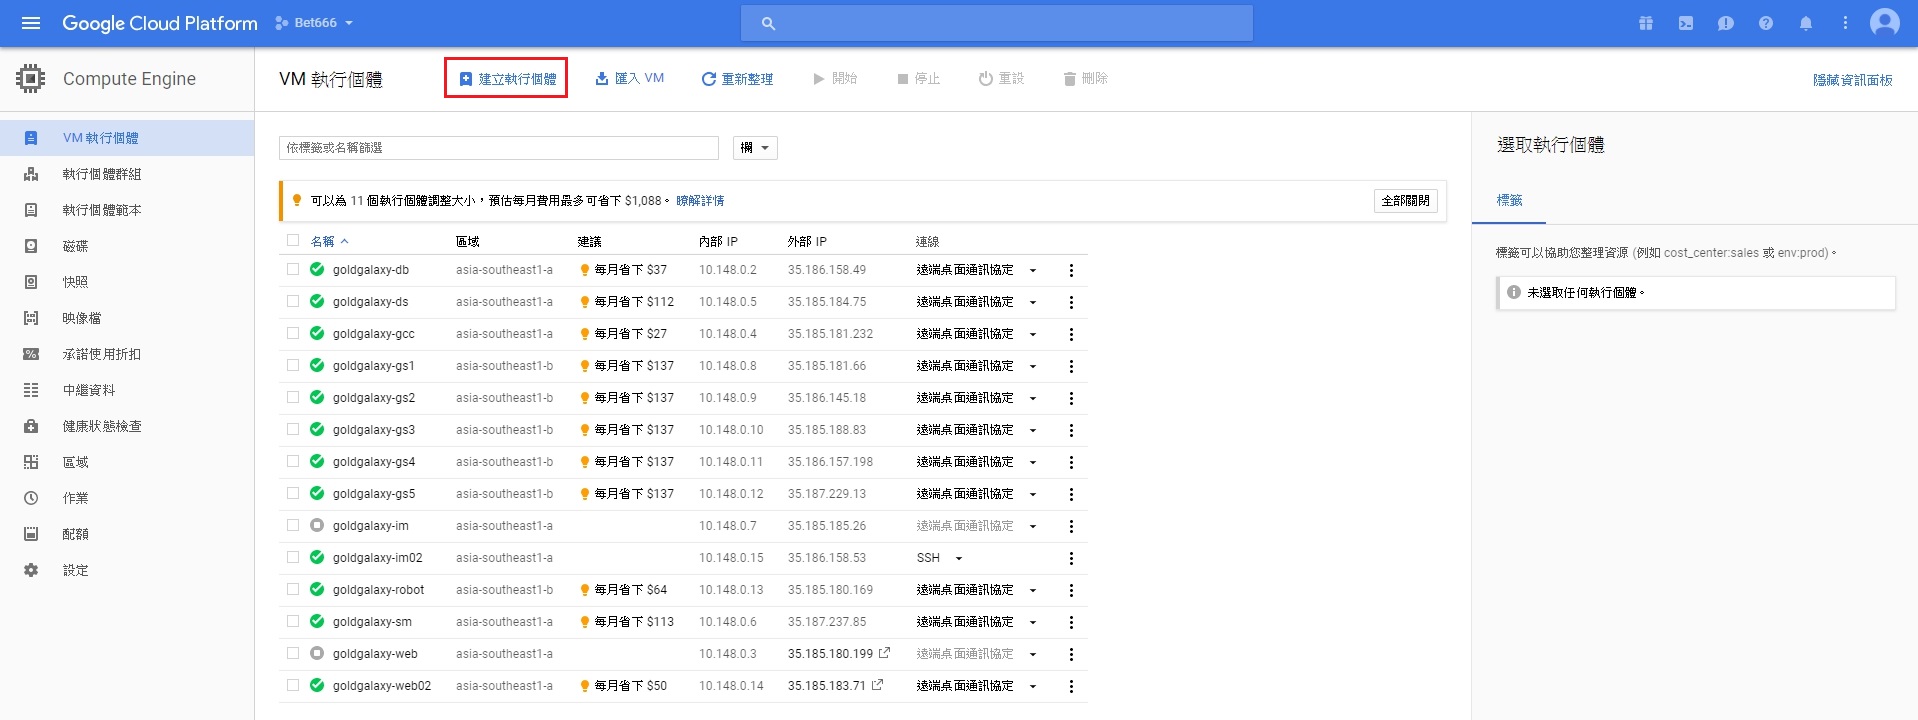 Google Cloud Platform Bet666
Compute Engine
VM 執行個體 建立執行個體 匯入 VM 重新整理 開始 停止 重設 刪除 隱藏資訊面板
VM 執行個體
執行個體群組
執行個體範本
磁碟
快照
映像檔
承諾使用折扣
中繼資料
健康狀態檢查
區域
作業
配額
設定
依標籤或名稱篩選 欄
可以為 11 個執行個體調整大小，預估每月費用最多可省下 $1,088。 瞭解詳情 全部關閉
名稱 區域 建議 內部 IP 外部 IP 連線
goldgalaxy-db asia-southeast1-a 每月省下 $37 10.148.0.2 35.186.158.49 遠端桌面通訊協定
goldgalaxy-ds asia-southeast1-a 每月省下 $112 10.148.0.5 35.185.184.75 遠端桌面通訊協定
goldgalaxy-gcc asia-southeast1-a 每月省下 $27 10.148.0.4 35.185.181.232 遠端桌面通訊協定
goldgalaxy-gs1 asia-southeast1-b 每月省下 $137 10.148.0.8 35.185.181.66 遠端桌面通訊協定
goldgalaxy-gs2 asia-southeast1-b 每月省下 $137 10.148.0.9 35.186.145.18 遠端桌面通訊協定
goldgalaxy-gs3 asia-southeast1-b 每月省下 $137 10.148.0.10 35.185.188.83 遠端桌面通訊協定
goldgalaxy-gs4 asia-southeast1-b 每月省下 $137 10.148.0.11 35.186.157.198 遠端桌面通訊協定
goldgalaxy-gs5 asia-southeast1-b 每月省下 $137 10.148.0.12 35.187.229.13 遠端桌面通訊協定
goldgalaxy-im asia-southeast1-a 10.148.0.7 35.185.185.26 遠端桌面通訊協定
goldgalaxy-im02 asia-southeast1-a 10.148.0.15 35.186.158.53 SSH
goldgalaxy-robot asia-southeast1-b 每月省下 $64 10.148.0.13 35.185.180.169 遠端桌面通訊協定
goldgalaxy-sm asia-southeast1-a 每月省下 $113 10.148.0.6 35.187.237.85 遠端桌面通訊協定
goldgalaxy-web asia-southeast1-a 10.148.0.3 35.185.180.199 遠端桌面通訊協定
goldgalaxy-web02 asia-southeast1-a 每月省下 $50 10.148.0.14 35.185.183.71 遠端桌面通訊協定
選取執行個體
標籤
標籤可以協助您整理資源 (例如 cost_center:sales 或 env:prod)。
未選取任何執行個體。